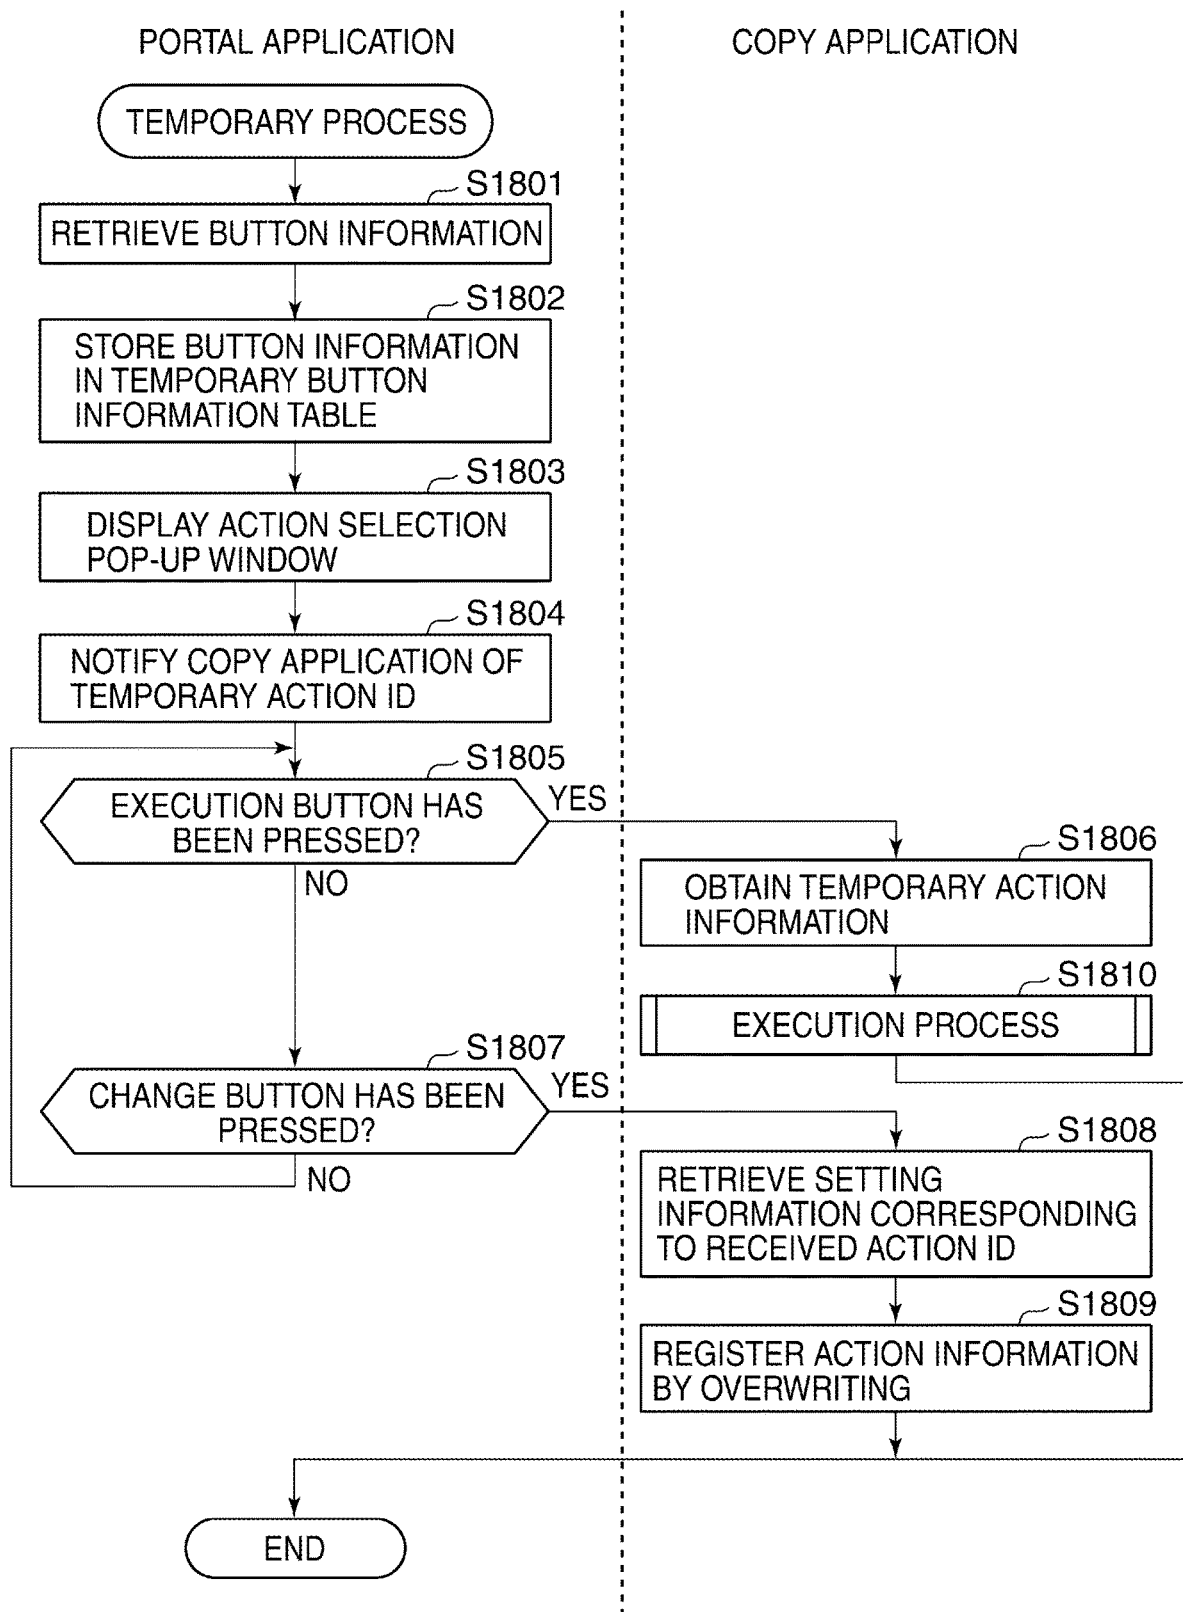 PORTAL APPLICATION
COPY APPLICATION
TEMPORARY PROCESS
S1801
RETRIEVE BUTTON INFORMATION
S1802
STORE BUTTON INFORMATION
IN TEMPORARY BUTTON
INFORMATION TABLE
S1803
DISPLAY ACTION SELECTION
POP-UP WINDOW
S1804
NOTIFY COPY APPLICATION OF
TEMPORARY ACTION ID
S1805
EXECUTION BUTTON HAS
BEEN PRESSED?
YES
NO
S1806
OBTAIN TEMPORARY ACTION
INFORMATION
S1810
EXECUTION PROCESS
S1807
CHANGE BUTTON HAS BEEN
PRESSED?
YES
NO
S1808
RETRIEVE SETTING
INFORMATION CORRESPONDING
TO RECEIVED ACTION ID
S1809
REGISTER ACTION INFORMATION
BY OVERWRITING
END